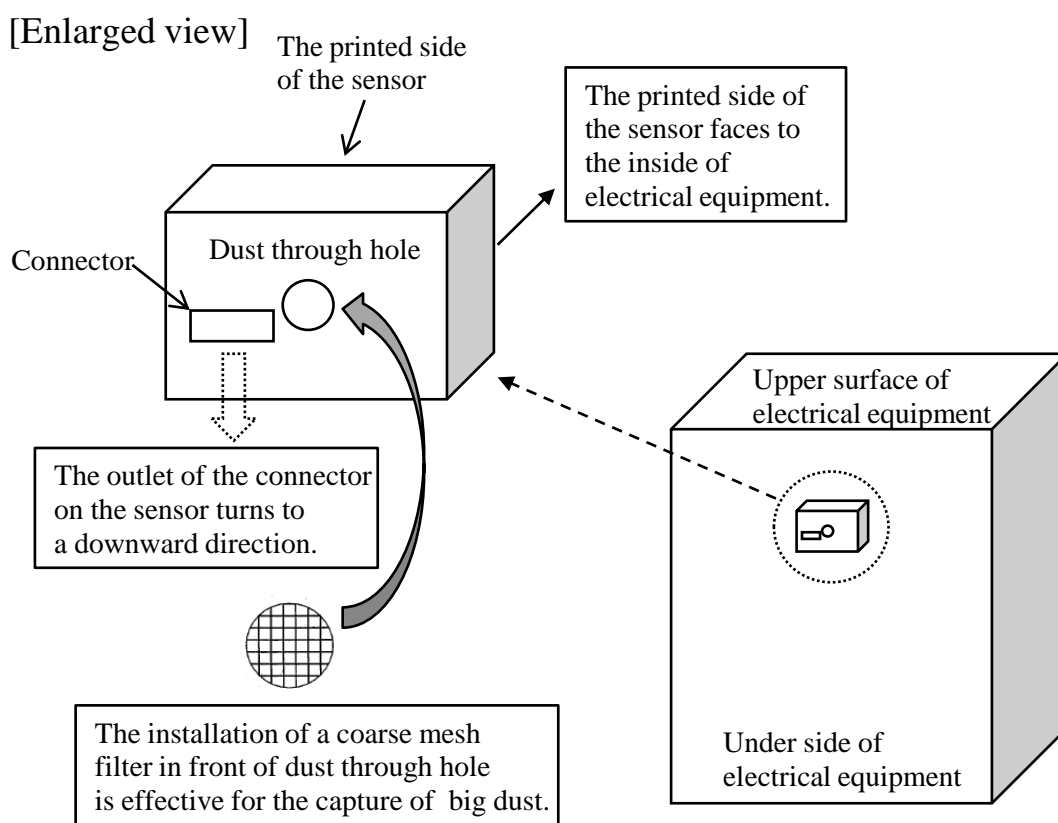 [Enlarged view]
The printed side
of the sensor
The printed side of
the sensor faces to
the inside of
electrical equipment.
Dust through hole
Connector
Upper surface of
electrical equipment
The outlet of the connector
on the sensor turns to
a downward direction.
The installation of a coarse mesh
filter in front of dust through hole
is effective for the capture of big dust.
Under side of
electrical equipment